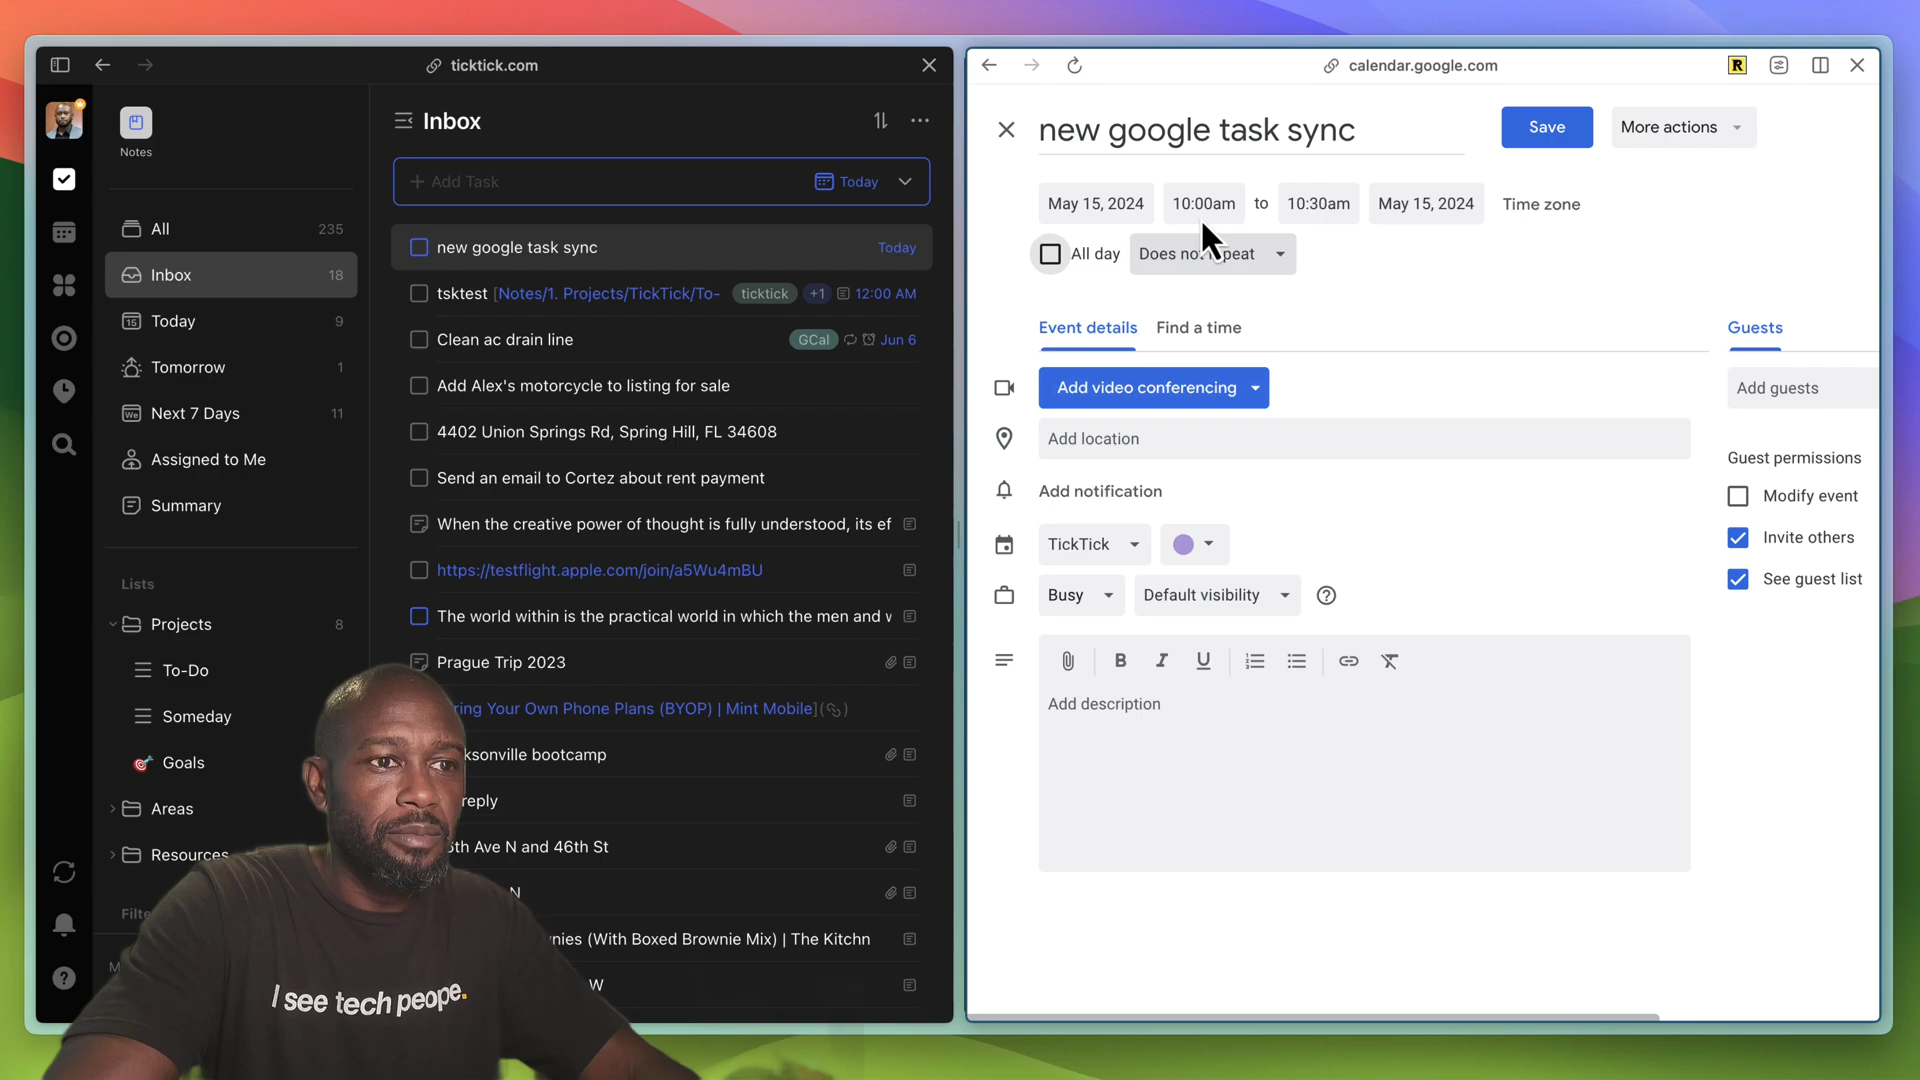 ticktick.com
Notes
All 235
Inbox 18
Today 9
15
Tomorrow 1
Next 7 Days 11
We
Assigned to Me
Summary
Lists
Projects 8
To-Do
Someday
Goals
Areas
Resources
Filte
M
Inbox
+ Add Task Today
new google task sync Today
tsktest [Notes/1. Projects/TickTick/To- ticktick +1 12:00 AM
Clean ac drain line GCal Jun 6
Add Alex's motorcycle to listing for sale
4402 Union Springs Rd, Spring Hill, FL 34608
Send an email to Cortez about rent payment
When the creative power of thought is fully understood, its ef
https://testflight.apple.com/join/a5Wu4mBU
The world within is the practical world in which the men and w
Prague Trip 2023
ring Your Own Phone Plans (BYOP) | Mint Mobile]
ksonville bootcamp
reply
th Ave N and 46th St
N
nies (With Boxed Brownie Mix) | The Kitchn
W
I see tech peope.
calendar.google.com
R
new google task sync
Save
More actions
May 15, 2024 10:00am to 10:30am May 15, 2024 Time zone
All day Does not repeat
Event details Find a time
Guests
Add video conferencing
Add guests
Add location
Guest permissions
Add notification
Modify event
Invite others
See guest list
TickTick
Busy Default visibility
B I U
Add description